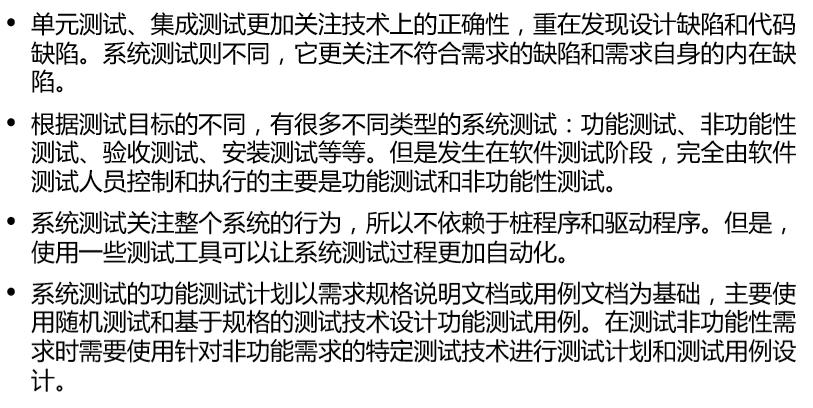 • 单元测试、集成测试更加关注技术上的正确性，重在发现设计缺陷和代码
缺陷。系统测试则不同，它更关注不符合需求的缺陷和需求自身的内在缺
陷。
• 根据测试目标的不同，有很多不同类型的系统测试：功能测试、非功能性
测试、验收测试、安装测试等等。但是发生在软件测试阶段，完全由软件
测试人员控制和执行的主要是功能测试和非功能性测试。
• 系统测试关注整个系统的行为，所以不依赖于桩程序和驱动程序。但是，
使用一些测试工具可以让系统测试过程更加自动化。
• 系统测试的功能测试计划以需求规格说明文档或用例文档为基础，主要使
用随机测试和基于规格的测试技术设计功能测试用例。在测试非功能性需
求时需要使用针对非功能需求的特定测试技术进行测试计划和测试用例设
计。